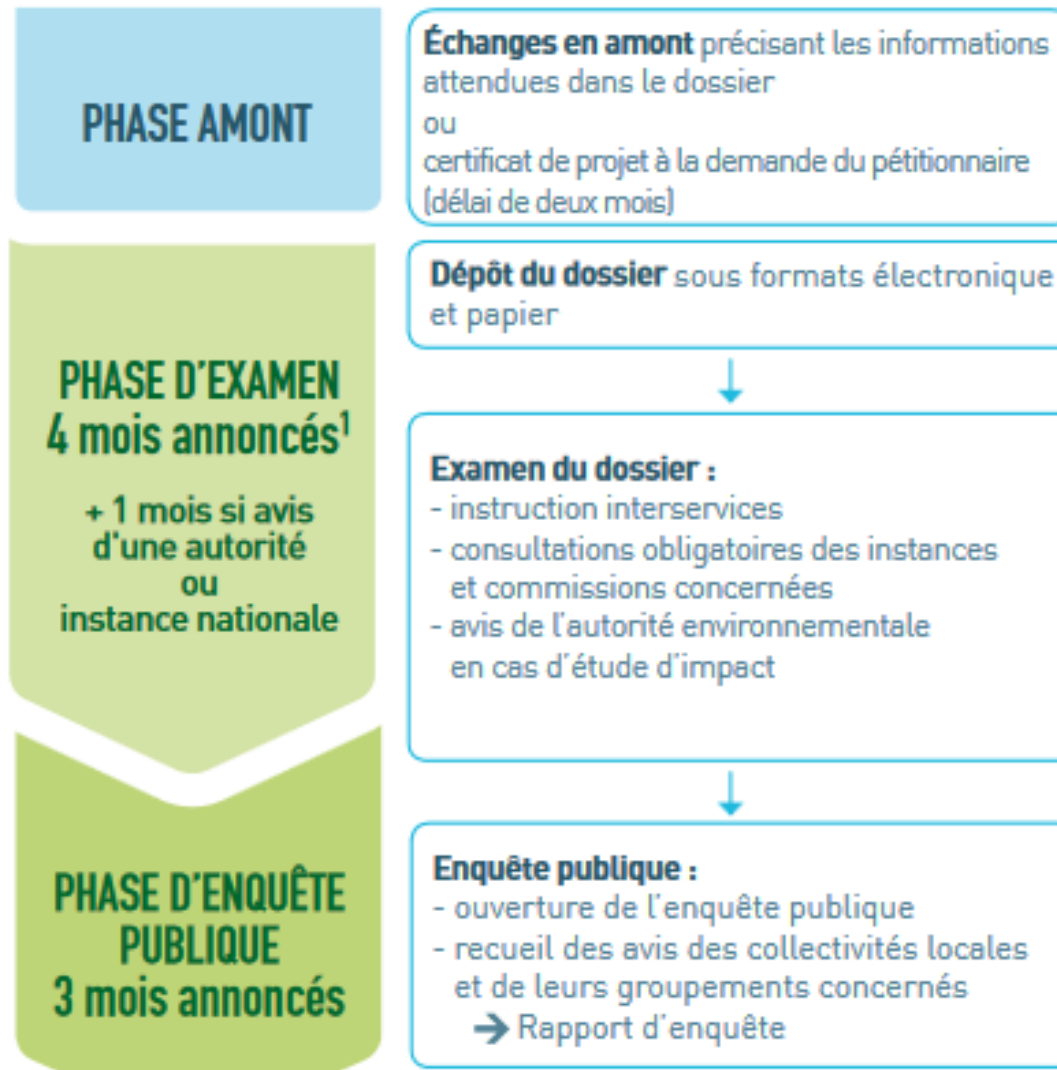 PHASE AMONT
Échanges en amont précisant les informations
attendues dans le dossier
ou
certificat de projet à la demande du pétitionnaire
(délai de deux mois)
PHASE D'EXAMEN
4 mois annoncés¹
+ 1 mois si avis
d'une autorité
ou
instance nationale
Dépôt du dossier sous formats électronique
et papier
Examen du dossier :
- instruction interservices
- consultations obligatoires des instances
et commissions concernées
- avis de l'autorité environnementale
en cas d'étude d'impact
PHASE D'ENQUÊTE
PUBLIQUE
3 mois annoncés
Enquête publique :
- ouverture de l'enquête publique
- recueil des avis des collectivités locales
et de leurs groupements concernés
➔ Rapport d'enquête